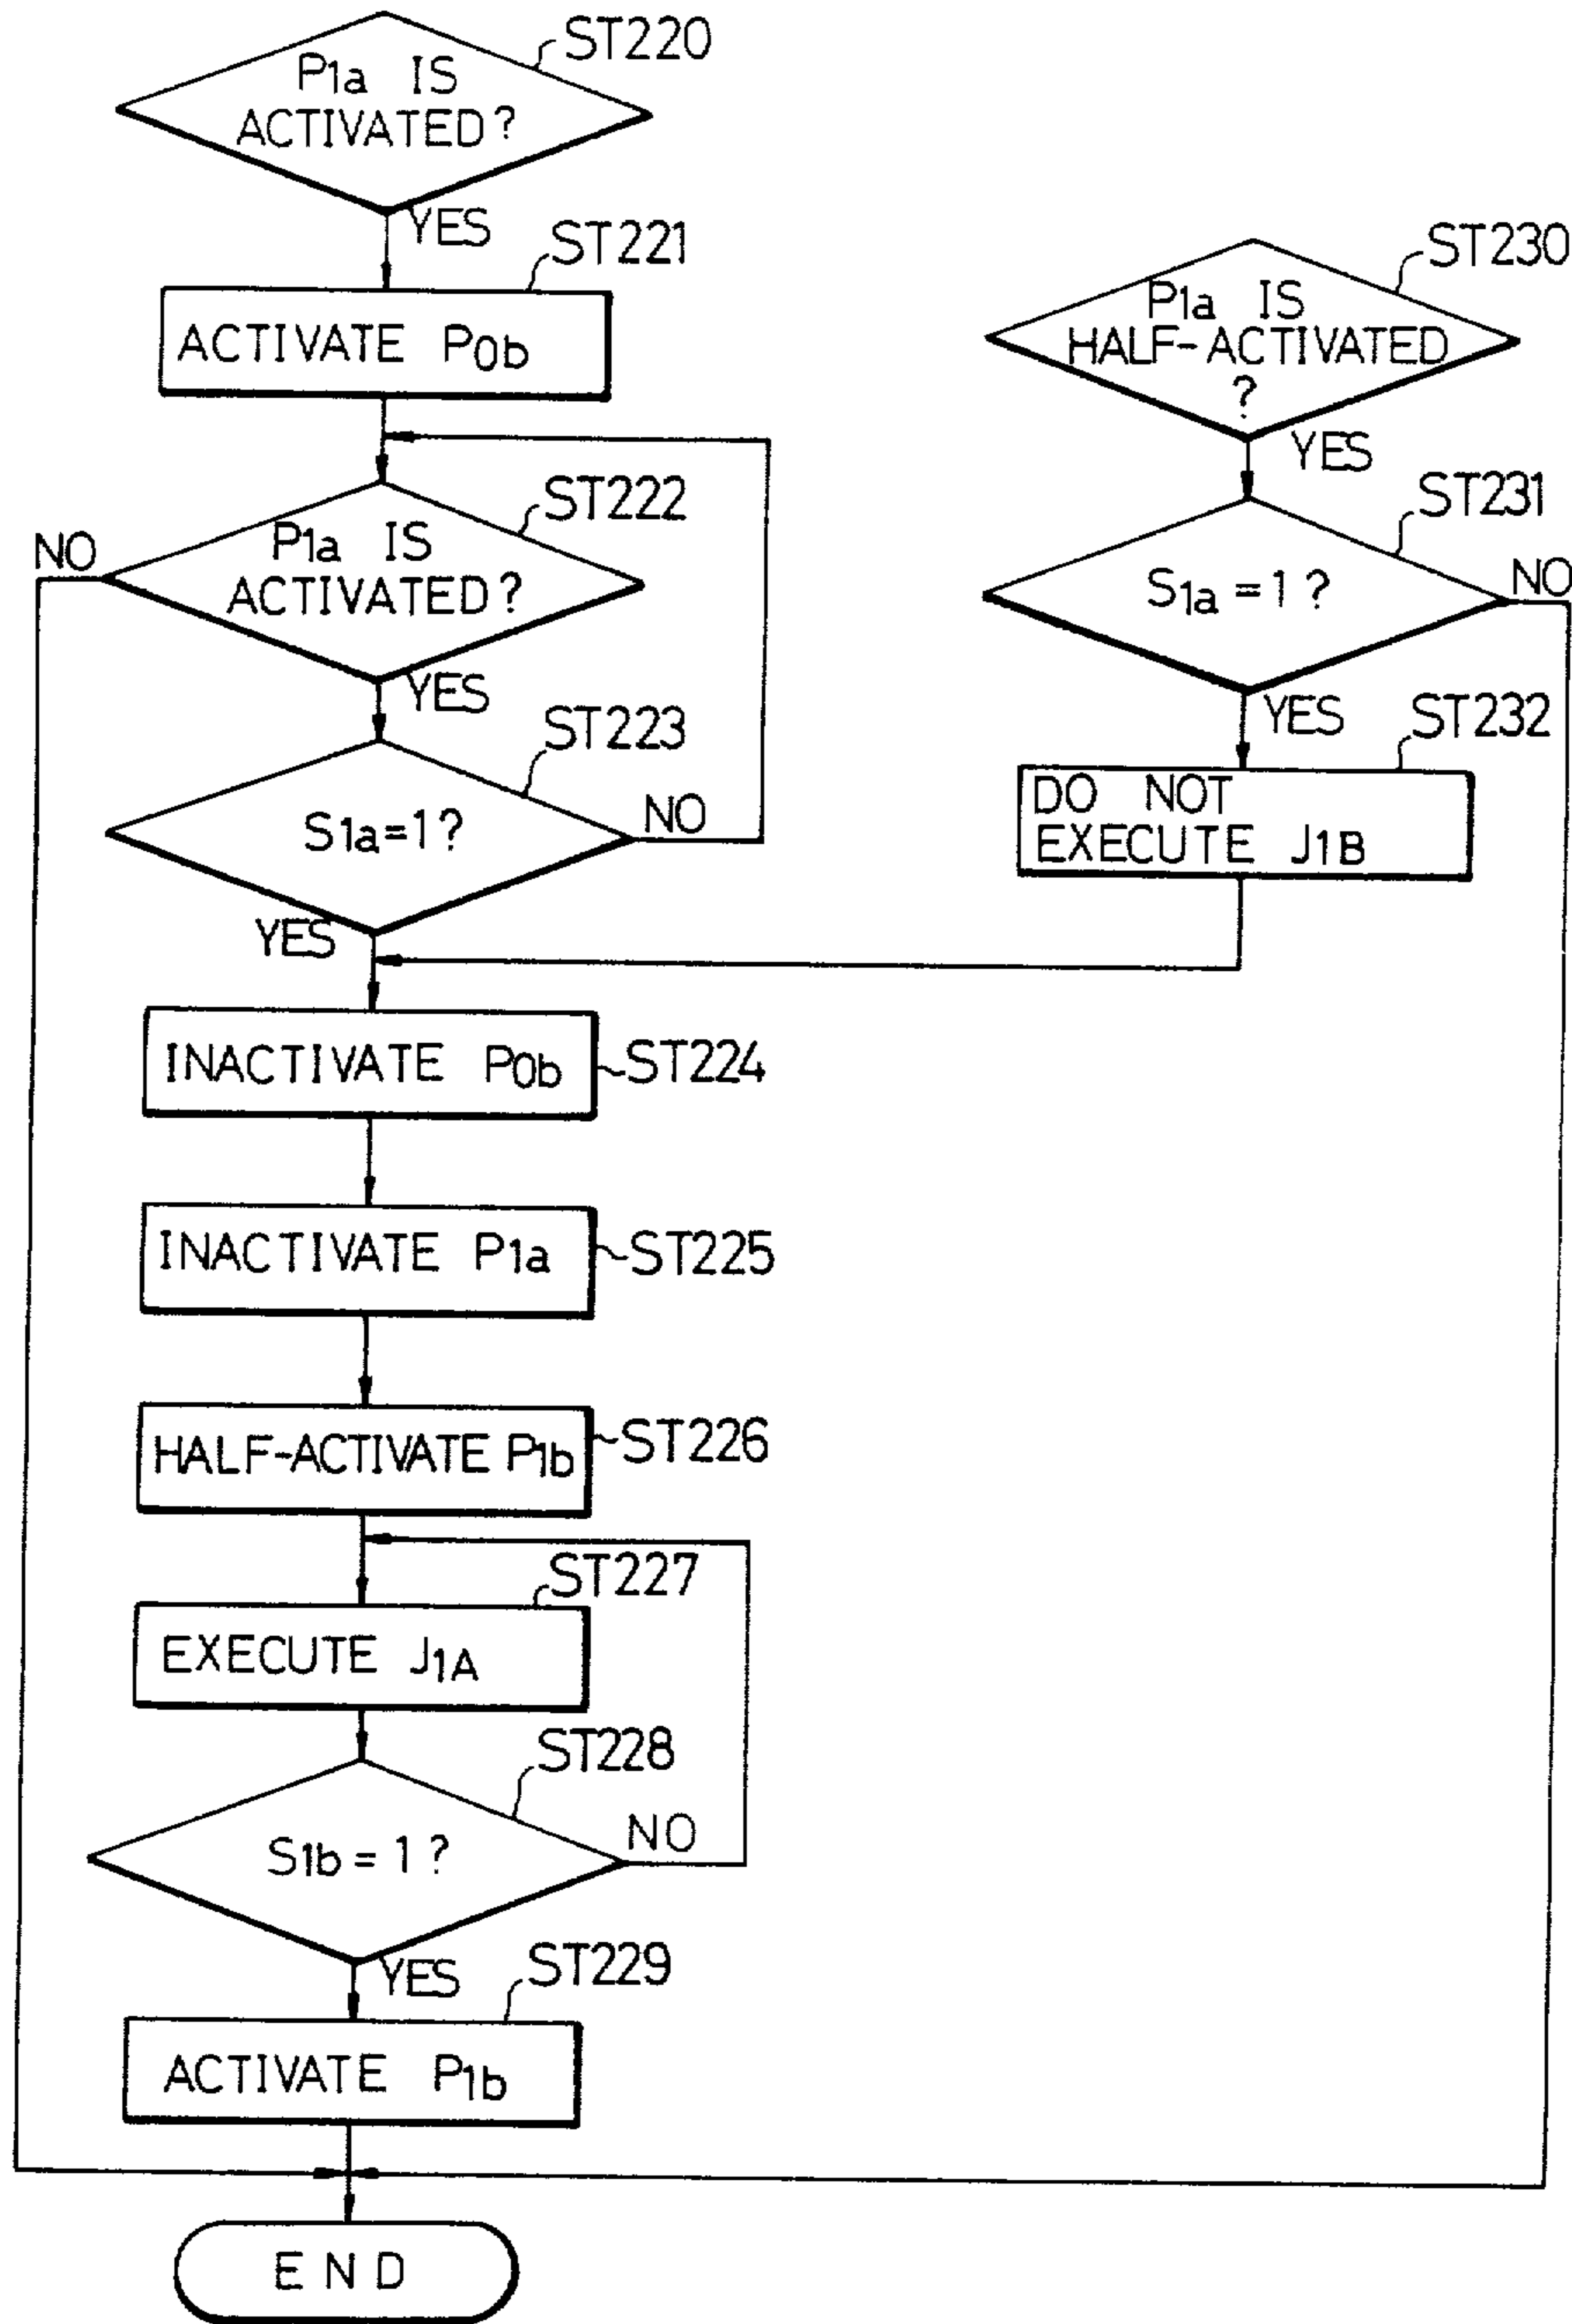 ST220
P1a IS
ACTIVATED?
YES
ST221
ACTIVATE P0b
ST222
P1a IS
ACTIVATED?
NO
YES
ST223
S1a=1?
NO
YES
INACTIVATE P0b
ST224
INACTIVATE P1a
ST225
HALF-ACTIVATE P1b
ST226
ST227
EXECUTE J1A
ST228
S1b=1?
NO
YES
ST229
ACTIVATE P1b
END
ST230
P1a IS
HALF-ACTIVATED
?
YES
ST231
S1a=1?
NO
YES
ST232
DO NOT
EXECUTE J1B